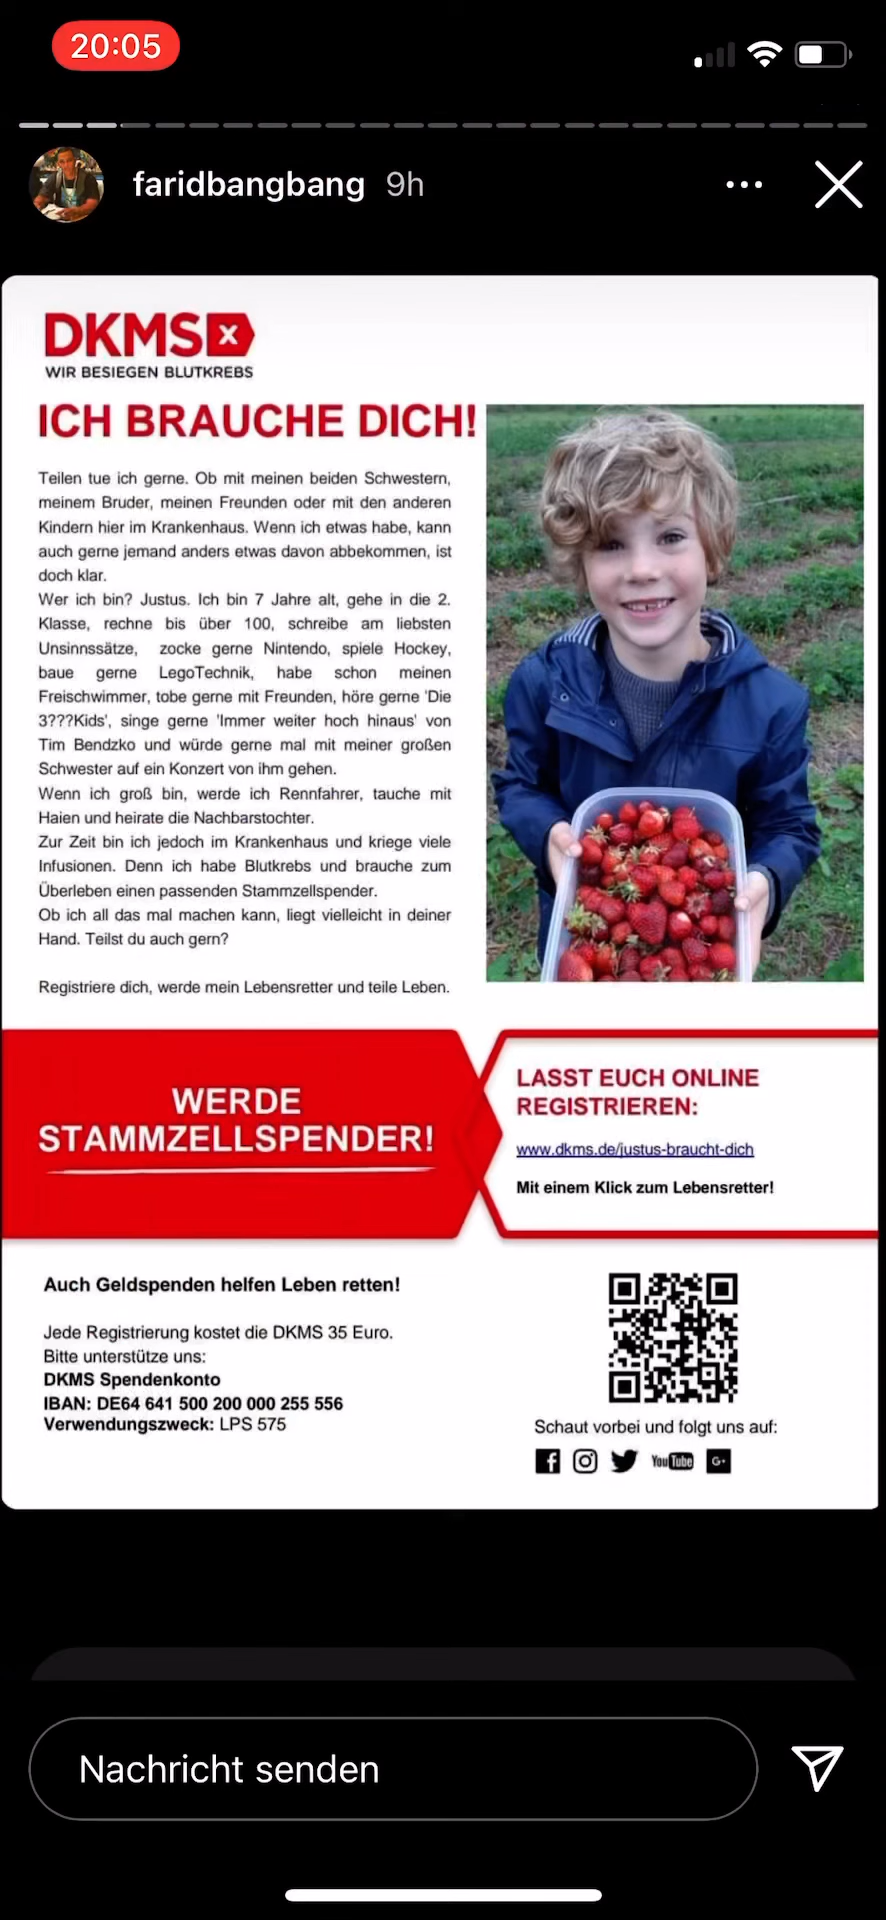 20:05
faridbangbang 9h
DKMS x
WIR BESIEGEN BLUTKREBS
ICH BRAUCHE DICH!
Teilen tue ich gerne. Ob mit meinen beiden Schwestern,
meinem Bruder, meinen Freunden oder mit den anderen
Kindern hier im Krankenhaus. Wenn ich etwas habe, kann
auch gerne jemand anders etwas davon abbekommen, ist
doch klar.
Wer ich bin? Justus. Ich bin 7 Jahre alt, gehe in die 2.
Klasse, rechne bis über 100, schreibe am liebsten
Unsinnssätze, zocke gerne Nintendo, spiele Hockey,
baue gerne LegoTechnik, habe schon meinen
Freischwimmer, tobe gerne mit Freunden, höre gerne 'Die
3???Kids', singe gerne 'Immer weiter hoch hinaus' von
Tim Bendzko und würde gerne mal mit meiner großen
Schwester auf ein Konzert von ihm gehen.
Wenn ich groß bin, werde ich Rennfahrer, tauche mit
Haien und heirate die Nachbarstochter.
Zur Zeit bin ich jedoch im Krankenhaus und kriege viele
Infusionen. Denn ich habe Blutkrebs und brauche zum
Überleben einen passenden Stammzellspender.
Ob ich all das mal machen kann, liegt vielleicht in deiner
Hand. Teilst du auch gern?
Registriere dich, werde mein Lebensretter und teile Leben.
WERDE
STAMMZELLSPENDER!
LASST EUCH ONLINE
REGISTRIEREN:
www.dkms.de/justus-braucht-dich
Mit einem Klick zum Lebensretter!
Auch Geldspenden helfen Leben retten!
Jede Registrierung kostet die DKMS 35 Euro.
Bitte unterstütze uns:
DKMS Spendenkonto
IBAN: DE64 641 500 200 000 255 556
Verwendungszweck: LPS 575
Schaut vorbei und folgt uns auf:
YouTube G+
Nachricht senden